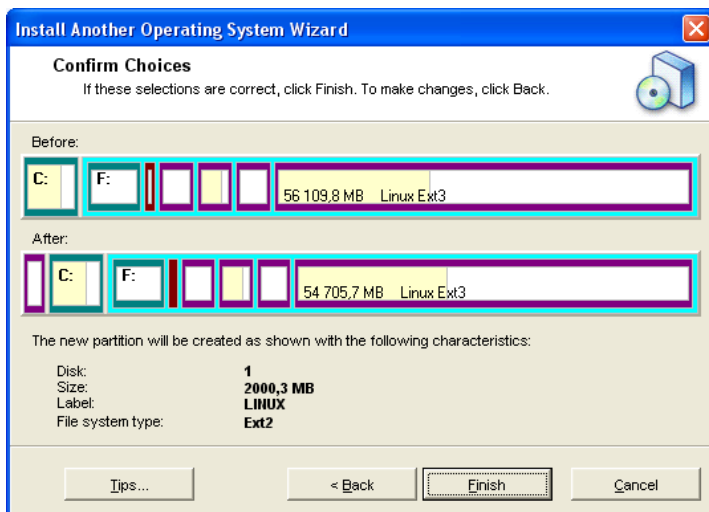 Install Another Operating System Wizard
Confirm Choices
If these selections are correct, click Finish. To make changes, click Back.
Before:
C: F: 56 109,8 MB Linux Ext3
After:
C: F: 54 705,7 MB Linux Ext3
The new partition will be created as shown with the following characteristics:
Disk: 1
Size: 2000,3 MB
Label: LINUX
File system type: Ext2
Tips... < Back Finish Cancel